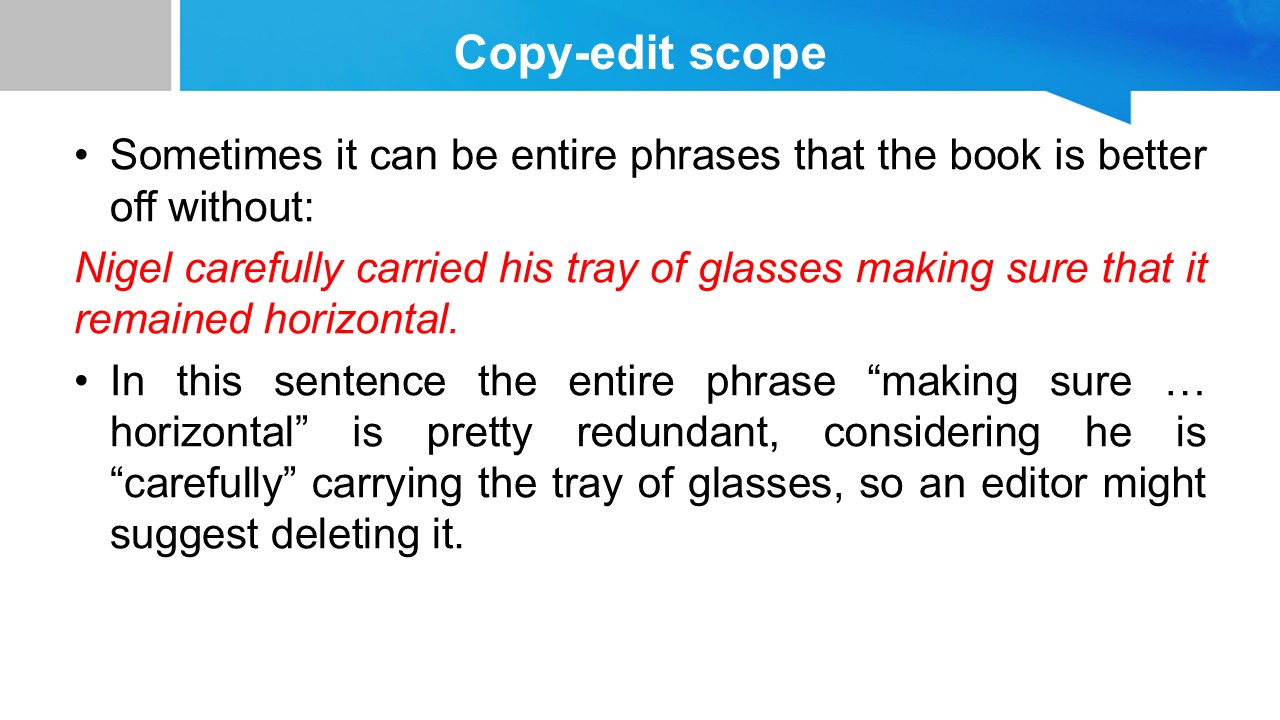 Copy-edit scope
• Sometimes it can be entire phrases that the book is better
off without:
Nigel carefully carried his tray of glasses making sure that it
remained horizontal.
• In this sentence the entire phrase “making sure …
horizontal” is pretty redundant, considering he is
“carefully” carrying the tray of glasses, so an editor might
suggest deleting it.